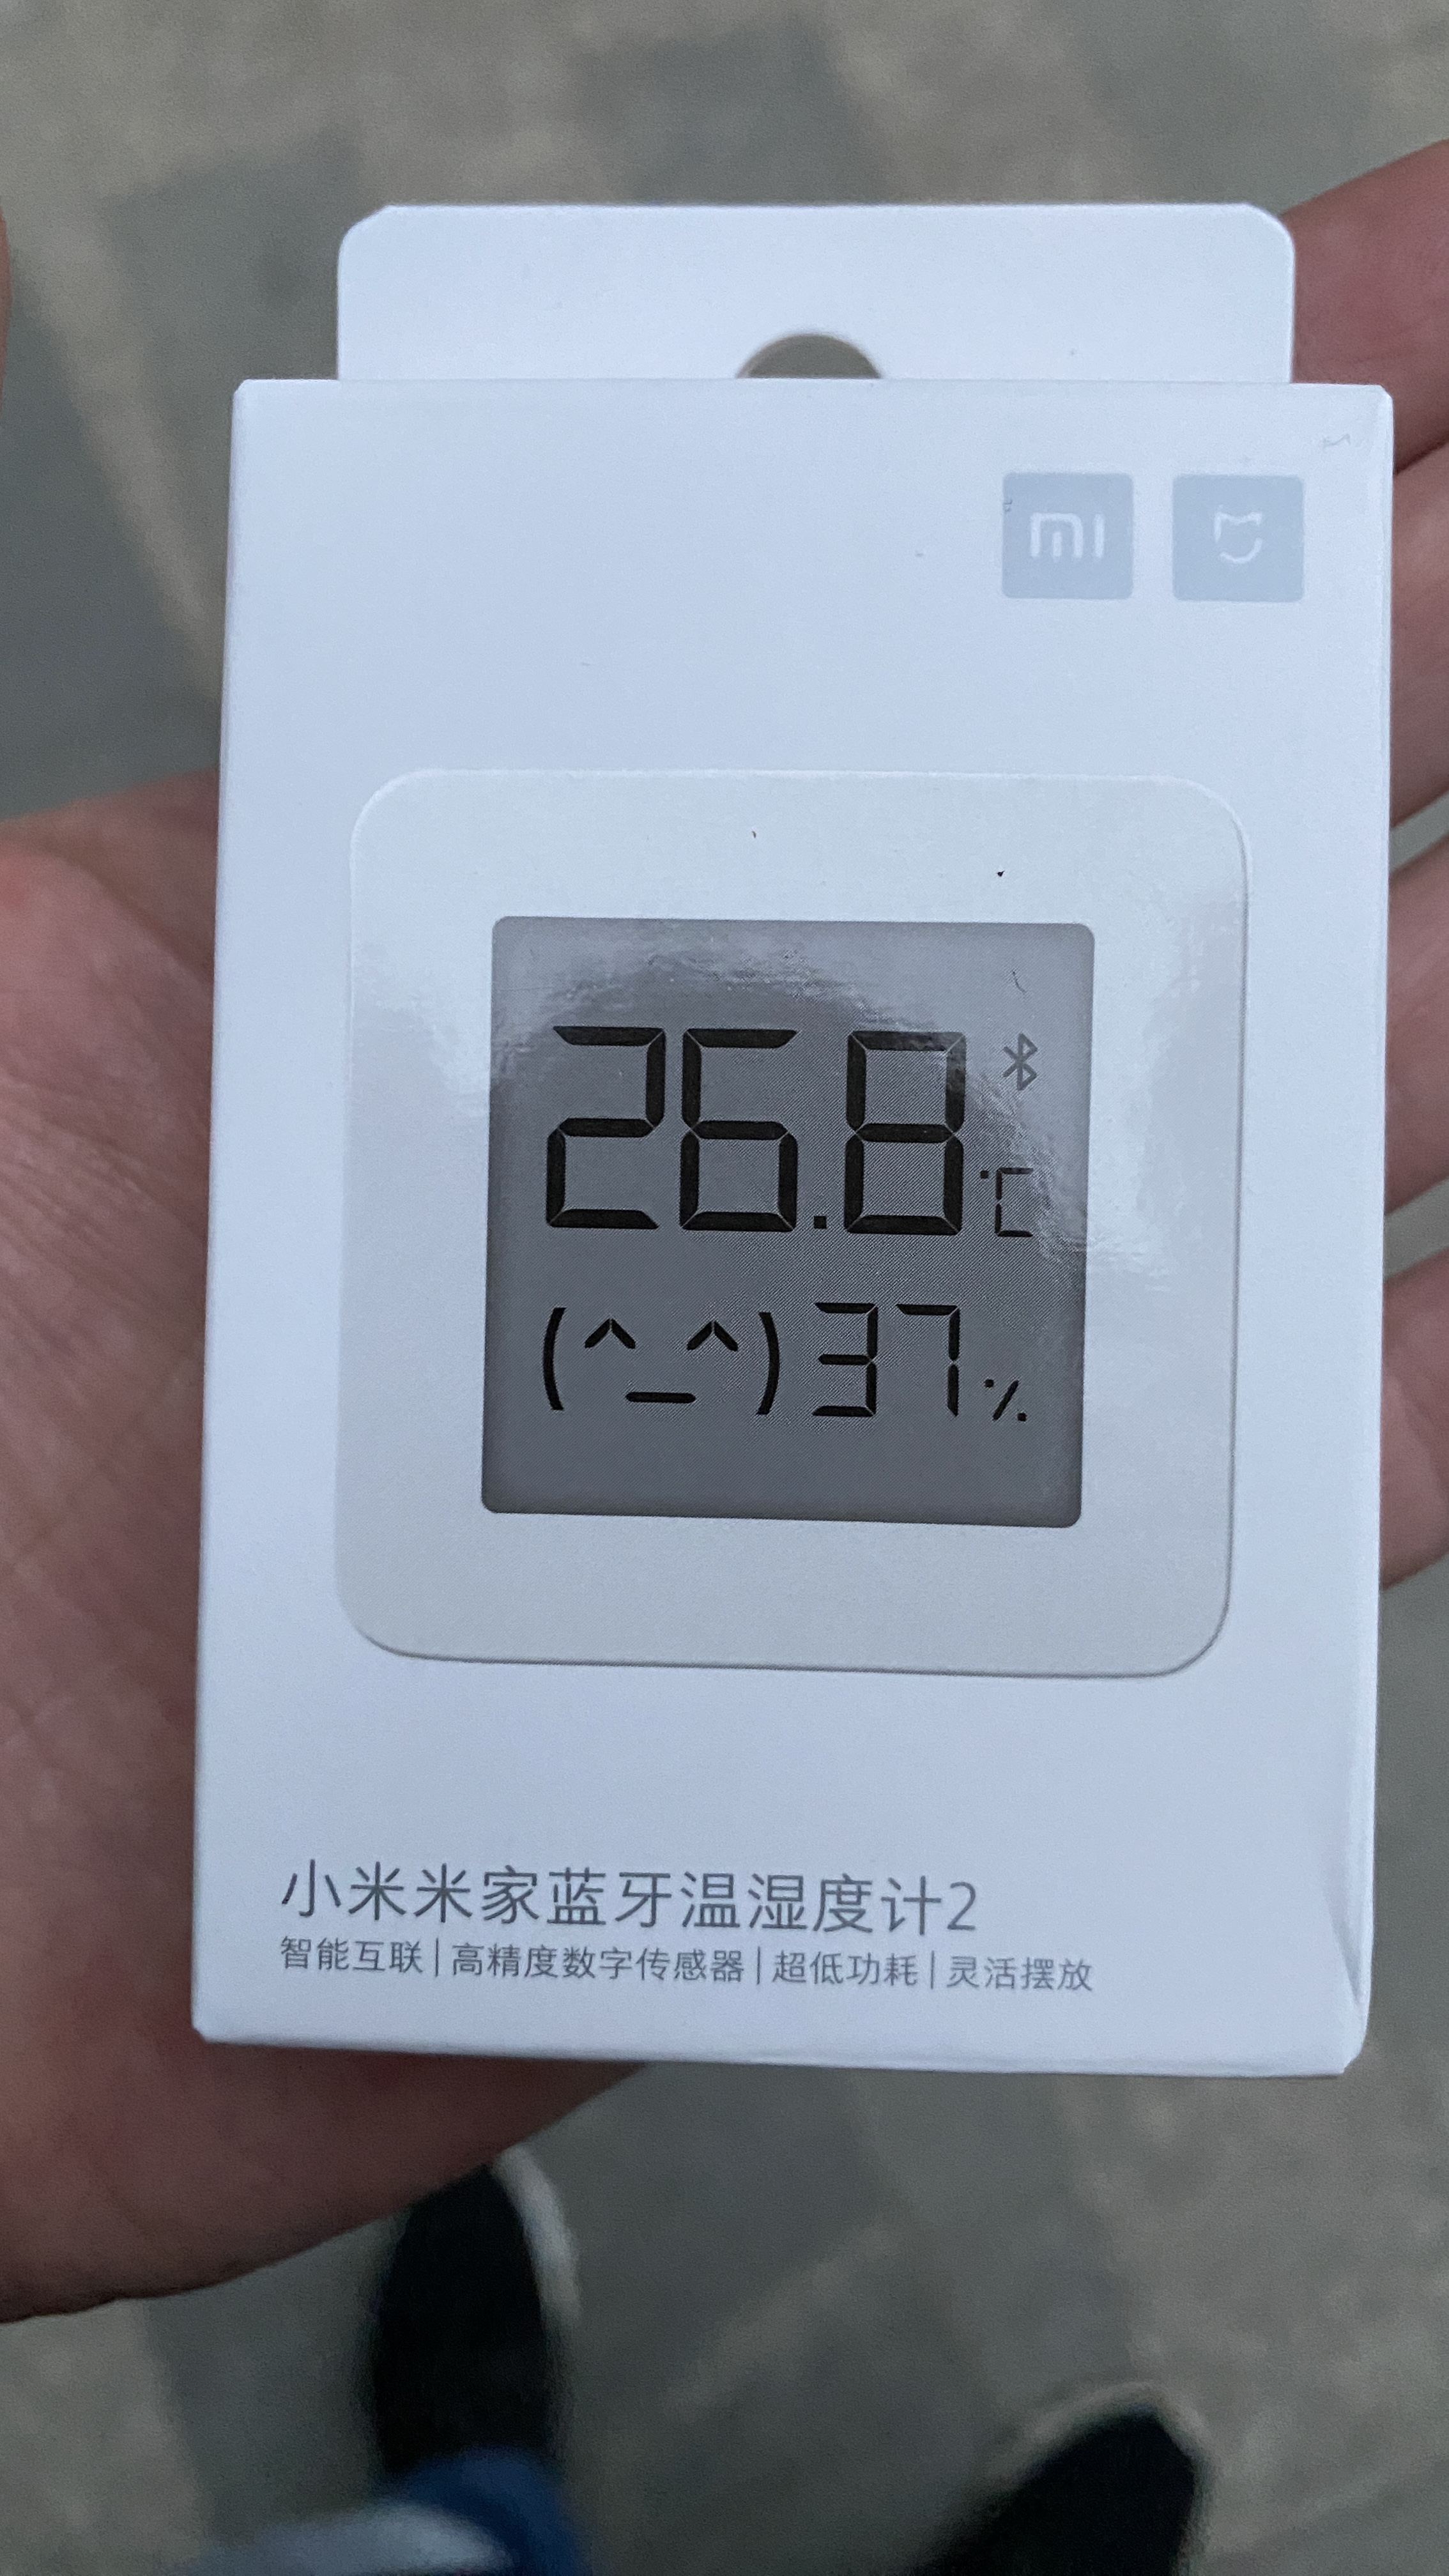 mi
26.8 °C
(^_^) 37 %
小米米家蓝牙温湿度计2
智能互联|高精度数字传感器|超低功耗|灵活摆放